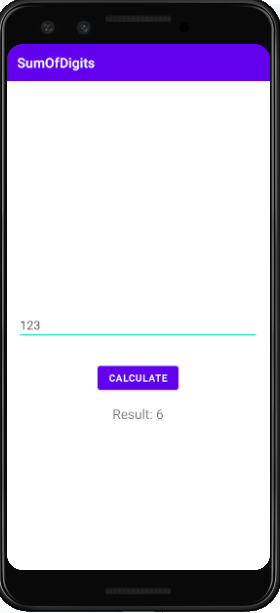 SumOfDigits
123
CALCULATE
Result: 6